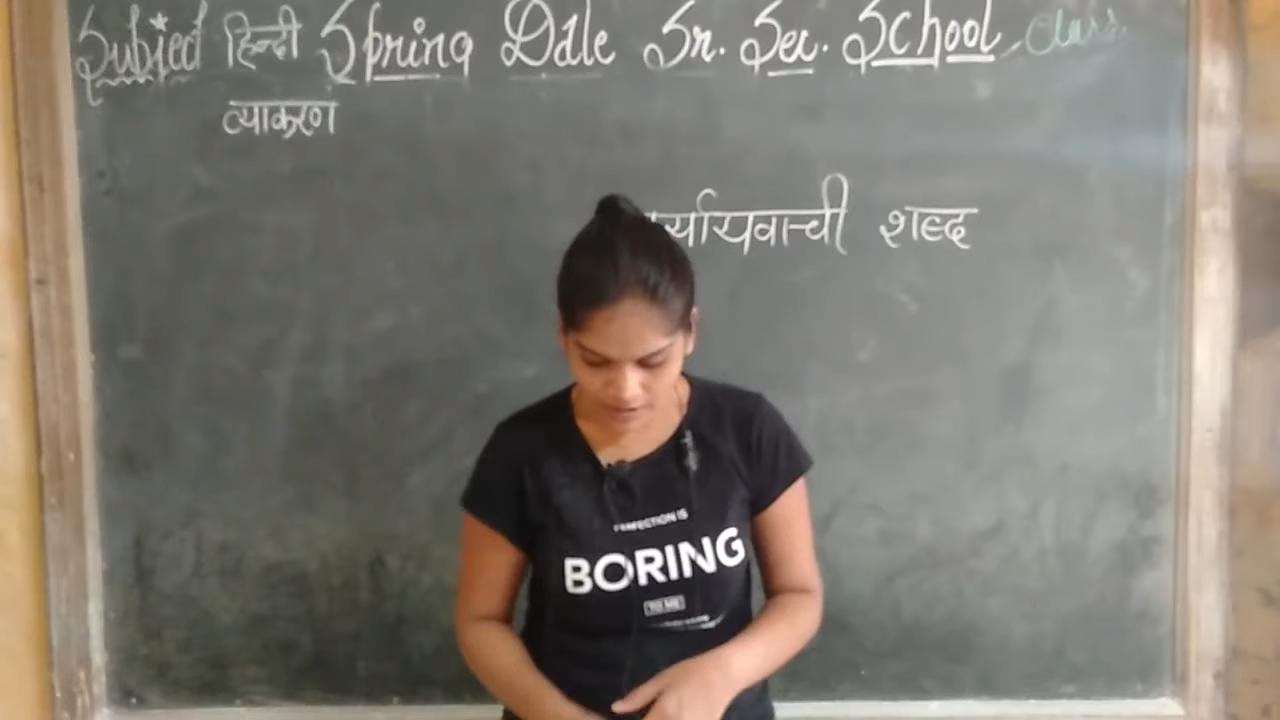 Subject हिन्दी Spring Dale Sr. Sec. School Class
व्याकरण
र्यायवाची शब्द
PERFECTION IS
BORING
TO ME